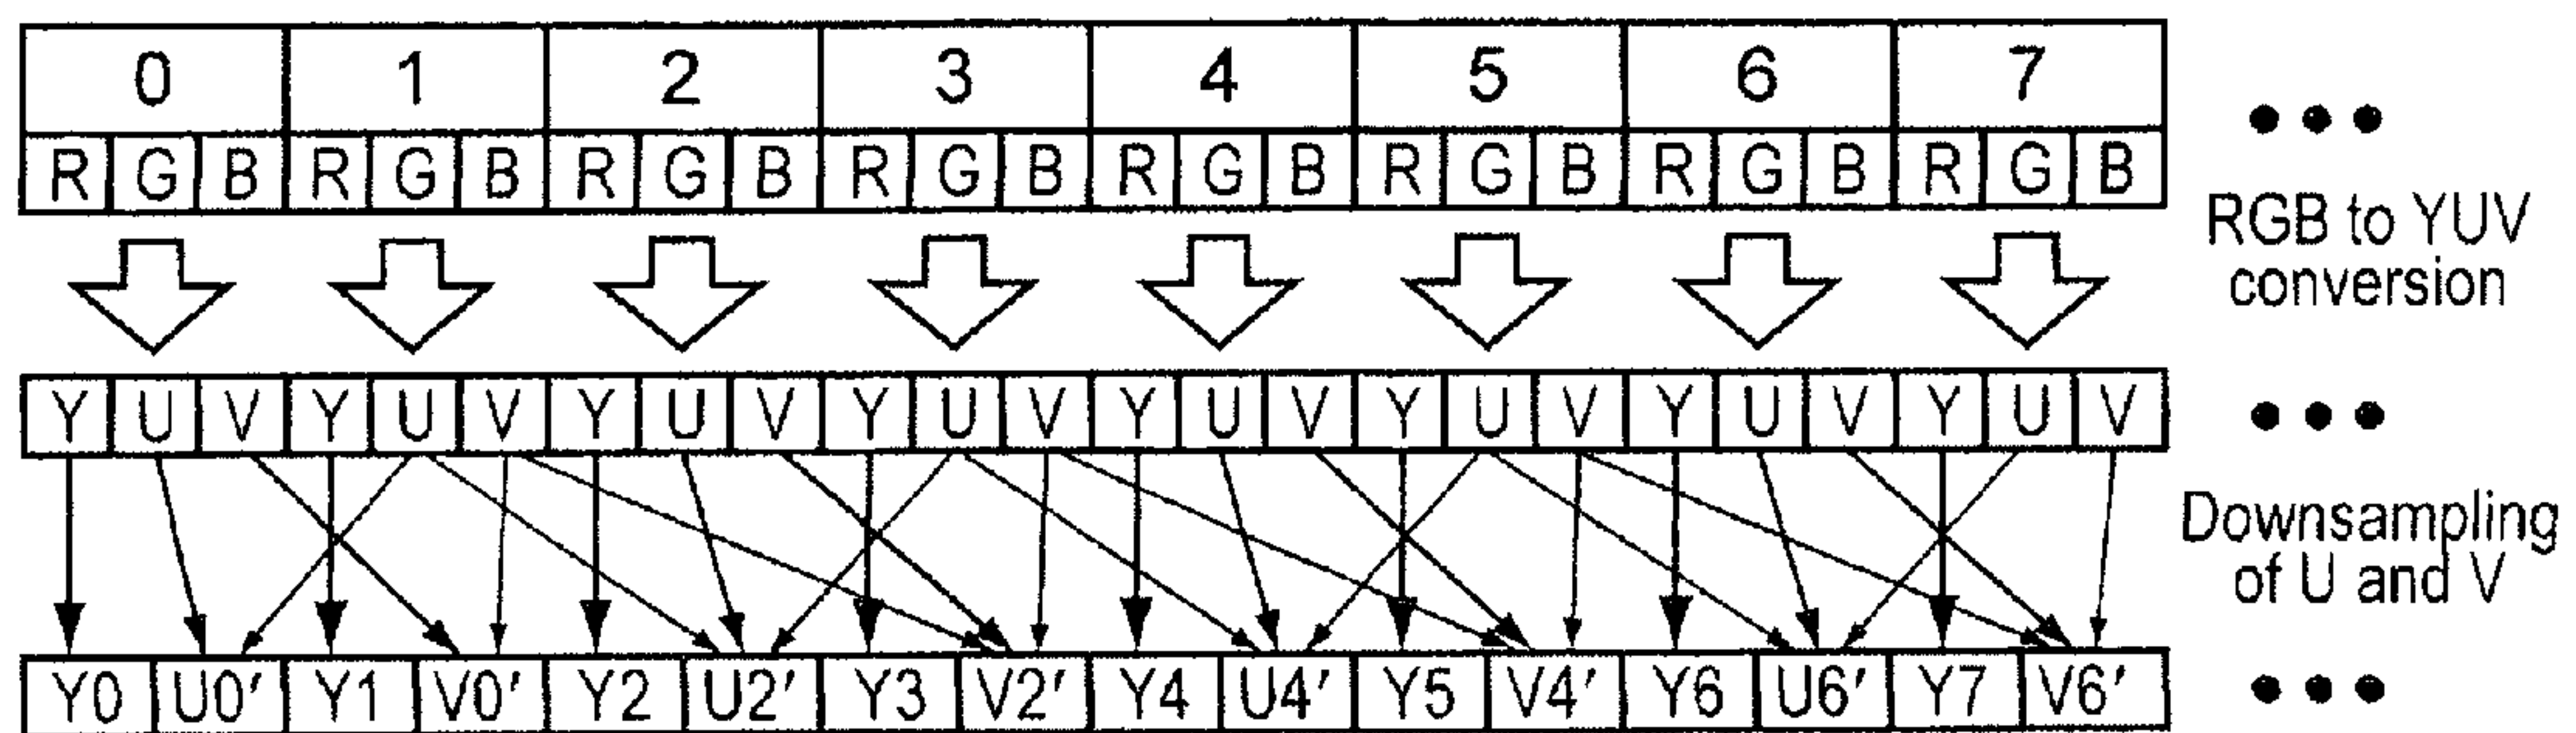 0 1 2 3 4 5 6 7
R G B R G B R G B R G B R G B R G B R G B R G B
RGB to YUV
conversion
Y U V Y U V Y U V Y U V Y U V Y U V Y U V Y U V
Downsampling
of U and V
Y0 U0′ Y1 V0′ Y2 U2′ Y3 V2′ Y4 U4′ Y5 V4′ Y6 U6′ Y7 V6′